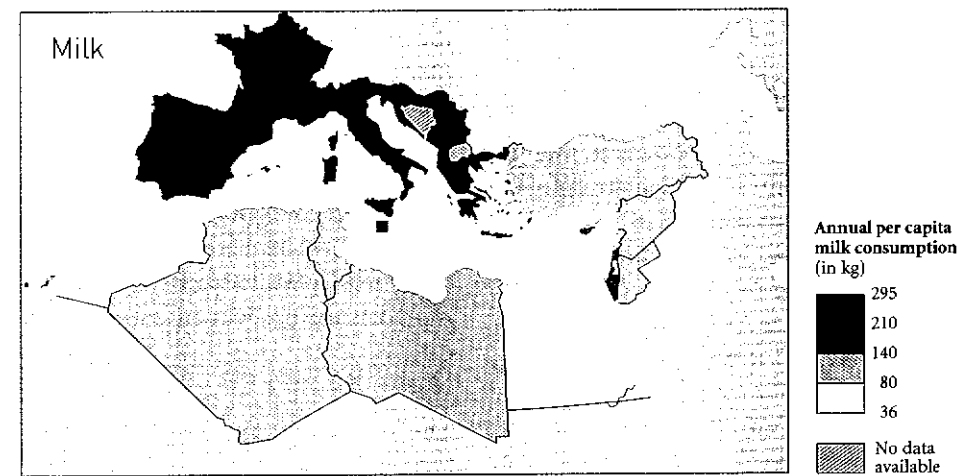 Milk
Annual per capita
milk consumption
(in kg)
295
210
140
80
36
No data
available